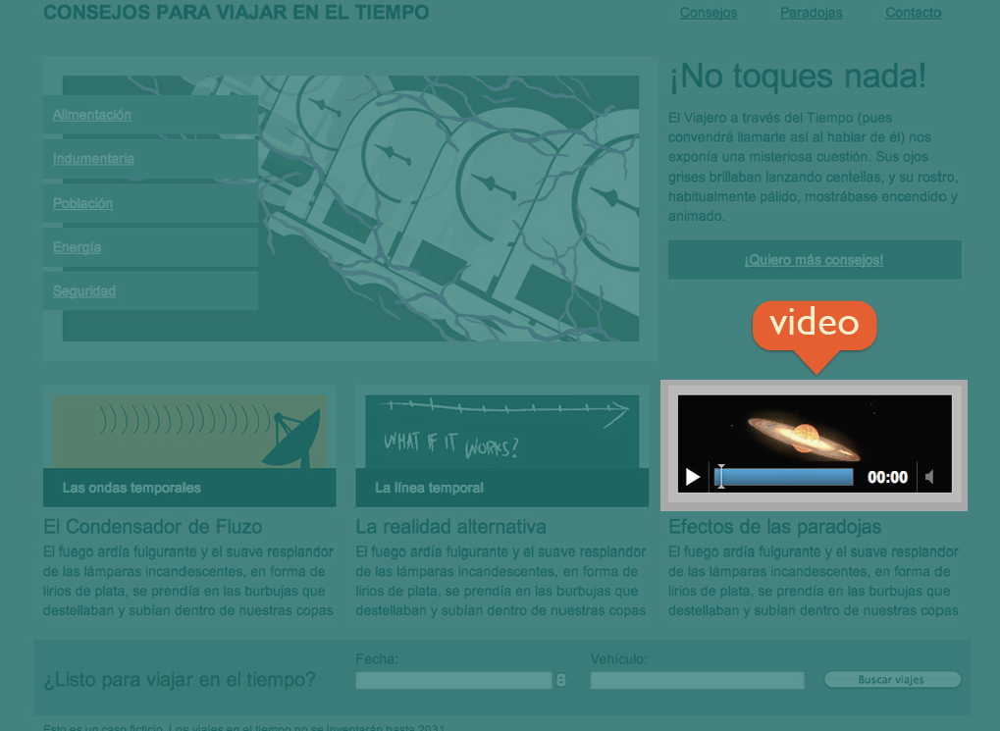 CONSEJOS PARA VIAJAR EN EL TIEMPO
Consejos Paradojas Contacto
Alimentación
Indumentaria
Población
Energía
Seguridad
¡No toques nada!
El Viajero a través del Tiempo (pues
convendrá llamarle así al hablar de él) nos
exponía una misteriosa cuestión. Sus ojos
grises brillaban lanzando centellas, y su rostro,
habitualmente pálido, mostrábase encendido y
animado.
¡Quiero más consejos!
video
WHAT IF IT WORKS?
00:00
Las ondas temporales
La línea temporal
El Condensador de Fluzo
El fuego ardía fulgurante y el suave resplandor
de las lámparas incandescentes, en forma de
lirios de plata, se prendía en las burbujas que
destellaban y subían dentro de nuestras copas
La realidad alternativa
El fuego ardía fulgurante y el suave resplandor
de las lámparas incandescentes, en forma de
lirios de plata, se prendía en las burbujas que
destellaban y subían dentro de nuestras copas
Efectos de las paradojas
El fuego ardía fulgurante y el suave resplandor
de las lámparas incandescentes, en forma de
lirios de plata, se prendía en las burbujas que
destellaban y subían dentro de nuestras copas
¿Listo para viajar en el tiempo?
Fecha:
Vehículo:
Buscar viajes
Esto es un caso ficticio. Los viajes en el tiempo no se inventarán hasta 2031